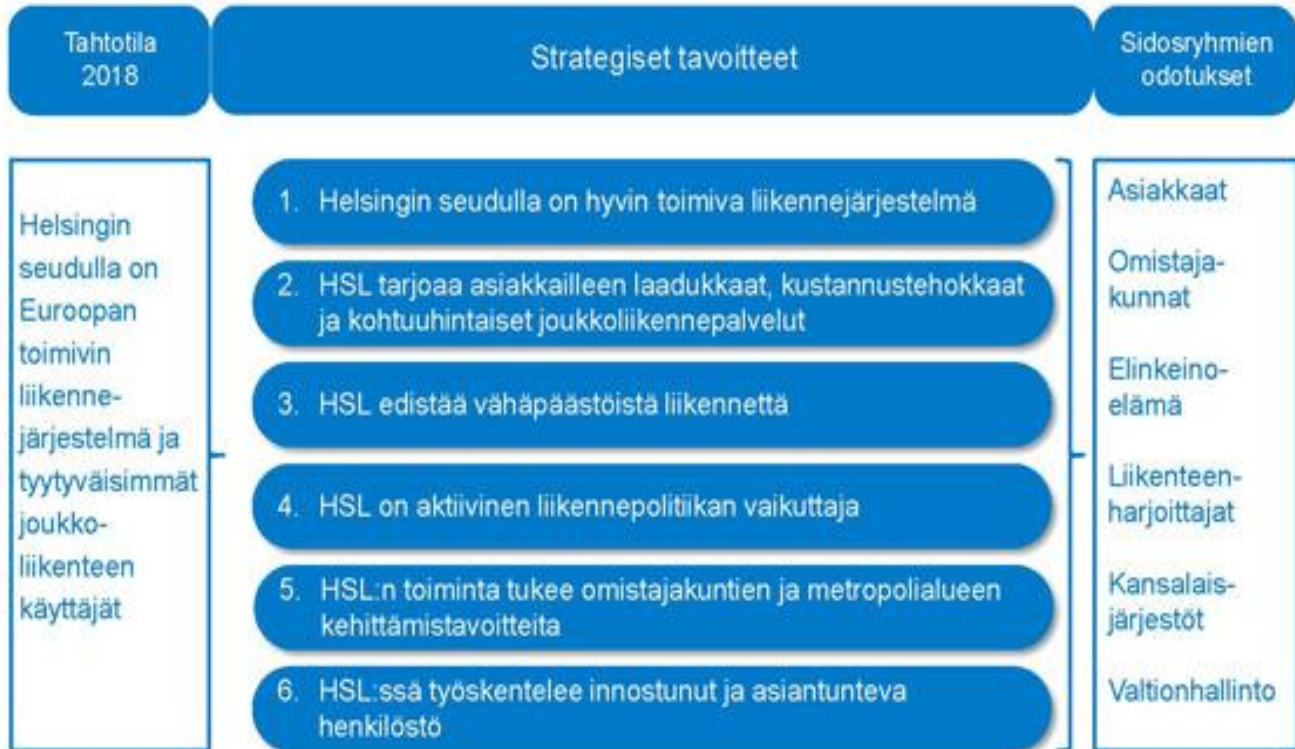 Tahtotila
2018
Strategiset tavoitteet
Sidosryhmien
odotukset
Helsingin
seudulla on
Euroopan
toimivin
liikenne-
järjestelmä ja
tyytyväisimmät
joukko-
liikenteen
käyttäjät
1. Helsingin seudulla on hyvin toimiva liikennejärjestelmä
2. HSL tarjoaa asiakkailleen laadukkaat, kustannustehokkaat
ja kohtuuhintaiset joukkoliikennepalvelut
3. HSL edistää vähäpäästöistä liikennettä
4. HSL on aktiivinen liikennepolitiikan vaikuttaja
5. HSL:n toiminta tukee omistajakuntien ja metropolialueen
kehittämistavoitteita
6. HSL:ssä työskentelee innostunut ja asiantunteva
henkilöstö
Asiakkaat
Omistaja-
kunnat
Elinkeino-
elämä
Liikenteen-
harjoittajat
Kansalais-
järjestöt
Valtionhallinto